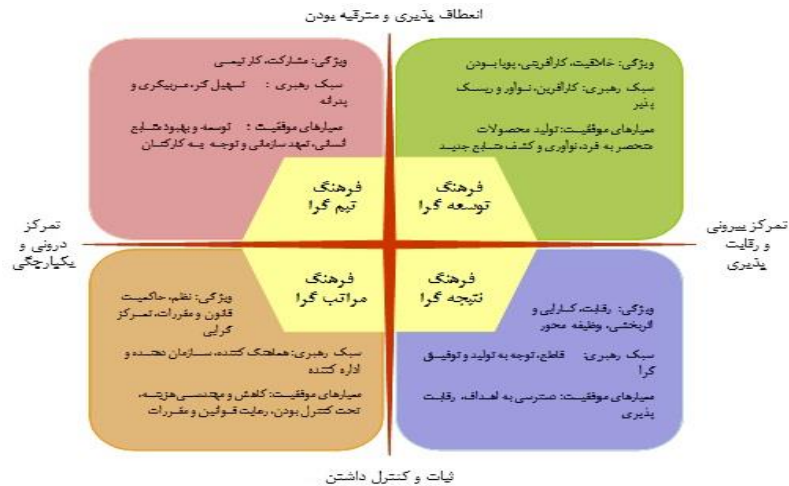 انعطاف پذیری و مترقیه بودن
ویژگی: خلاقیت، کارآفرینی، پویا بودن
سبک رهبری: کارآفرین، نوآور و ریسک
پذیر
معیارهای موفقیت: تولید محصولات
منحصر به فرد، نوآوری و کشف منابع جدید
فرهنگ
توسعه گرا
ویژگی: مشارکت، کار تیمی
سبک رهبری : تسهیل گر، مربیگری و
پدرانه
معیارهای موفقیت : توسعه و بهبود منابع
انسانی، تعهد سازمانی و توجه به کارکنان
فرهنگ
تیم گرا
تمرکز بیرونی
و رقابت
پذیری
تمرکز
درونی و
یکپارچگی
فرهنگ
نتیجه گرا
ویژگی: رقابت، کارایی و
اثربخشی، وظیفه محور
سبک رهبری: قاطع، توجه به تولید و توفیق
گرا
معیارهای موفقیت: دسترسی به اهداف، رقابت
پذیری
فرهنگ
مراتب گرا
ویژگی: نظم، حاکمیت
قانون و مقررات، تمرکز
گرایی
سبک رهبری: هماهنگ کننده، سازمان دهنده و
اداره کننده
معیارهای موفقیت: کاهش و مهندسی هزینه،
تحت کنترل بودن، رعایت قوانین و مقررات
ثبات و کنترل داشتن